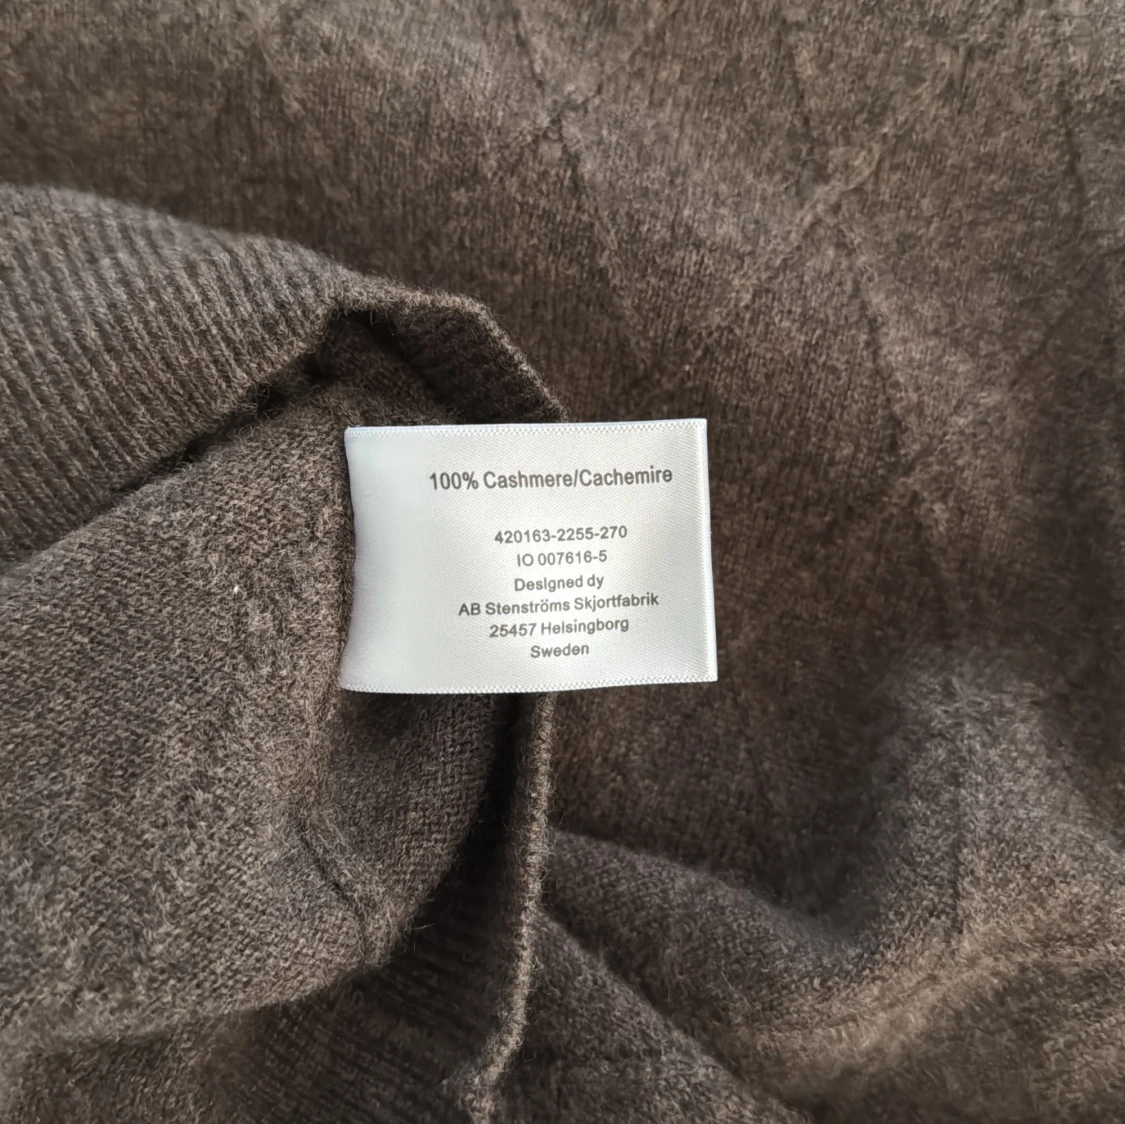 100% Cashmere/Cachemire
420163-2255-270
IO 007616-5
Designed dy
AB Stenströms Skjortfabrik
25457 Helsingborg
Sweden